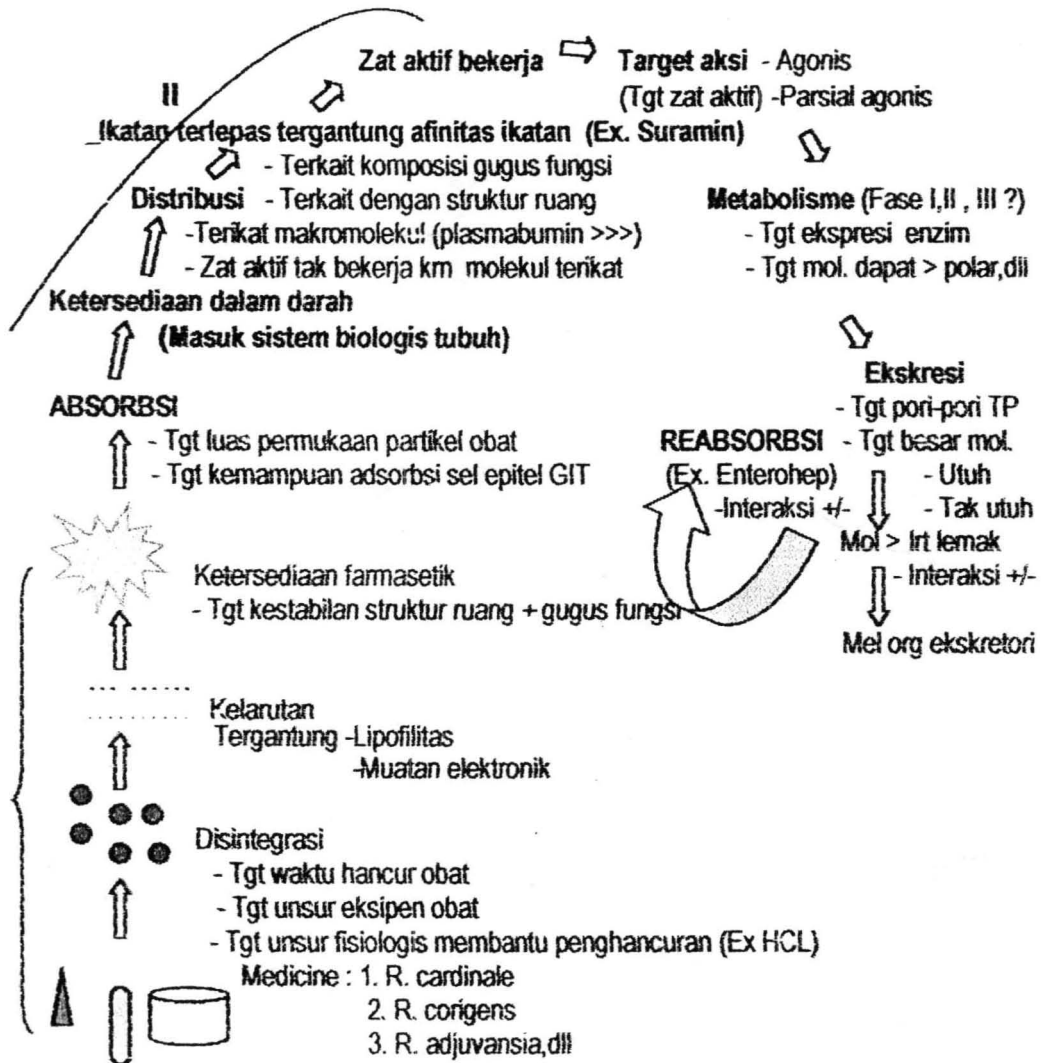 Zat aktif bekerja
Target aksi - Agonis
(Tgt zat aktif) -Parsial agonis
II
_Ikatan terlepas tergantung afinitas ikatan (Ex. Suramin)
- Terkait komposisi gugus fungsi
Distribusi - Terkait dengan struktur ruang
-Terikat makromolekul (plasmabumin >>>)
- Zat aktif tak bekerja krn molekul terikat
Ketersediaan dalam darah
(Masuk sistem biologis tubuh)
Metabolisme (Fase I,II , III ?)
- Tgt ekspresi enzim
- Tgt mol. dapat > polar,dll
Ekskresi
- Tgt pori-pori TP
- Tgt besar mol.
- Utuh
- Tak utuh
Mol > lrt lemak
- Interaksi +/-
Mel org ekskretori
REABSORBSI
(Ex. Enterohep)
-Interaksi +/-
ABSORBSI
- Tgt luas permukaan partikel obat
- Tgt kemampuan adsorbsi sel epitel GIT
Ketersediaan farmasetik
- Tgt kestabilan struktur ruang + gugus fungsi
Kelarutan
Tergantung -Lipofilitas
-Muatan elektronik
Disintegrasi
- Tgt waktu hancur obat
- Tgt unsur eksipen obat
- Tgt unsur fisiologis membantu penghancuran (Ex HCL)
Medicine : 1. R. cardinale
2. R. corigens
3. R. adjuvansia,dll